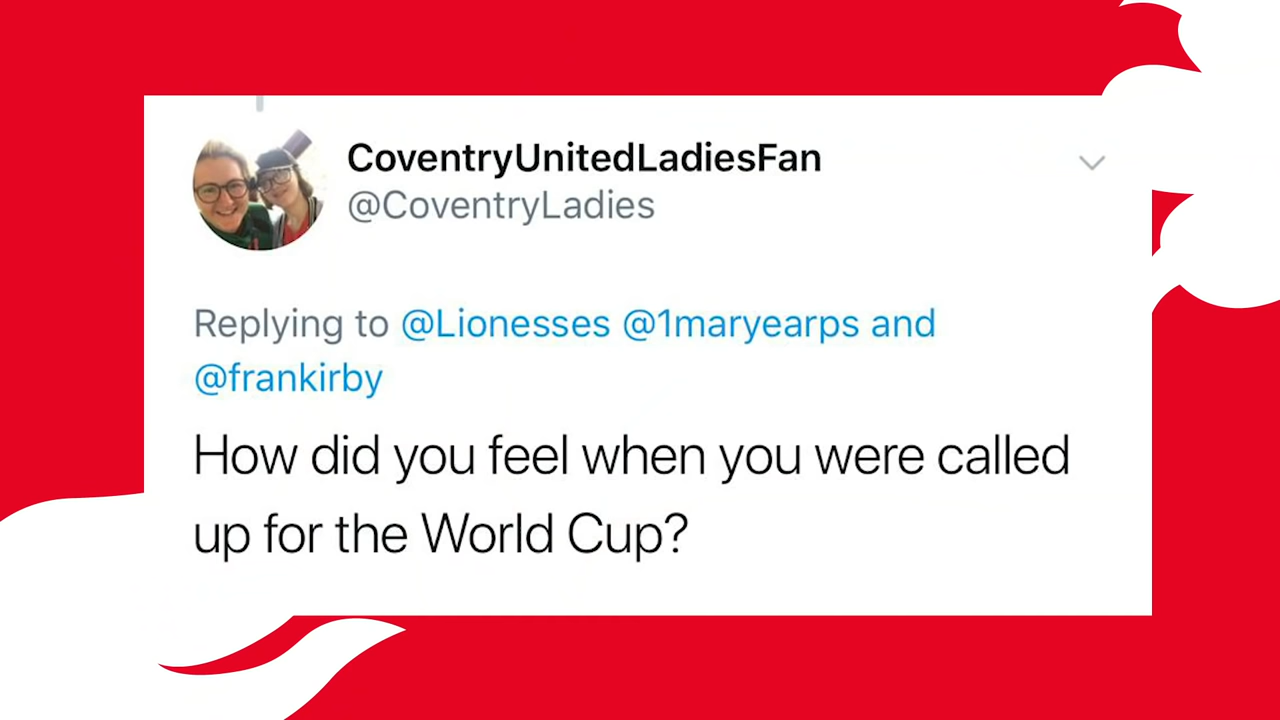 CoventryUnitedLadiesFan
@CoventryLadies
Replying to @Lionesses @1maryearps and
@frankirby
How did you feel when you were called
up for the World Cup?